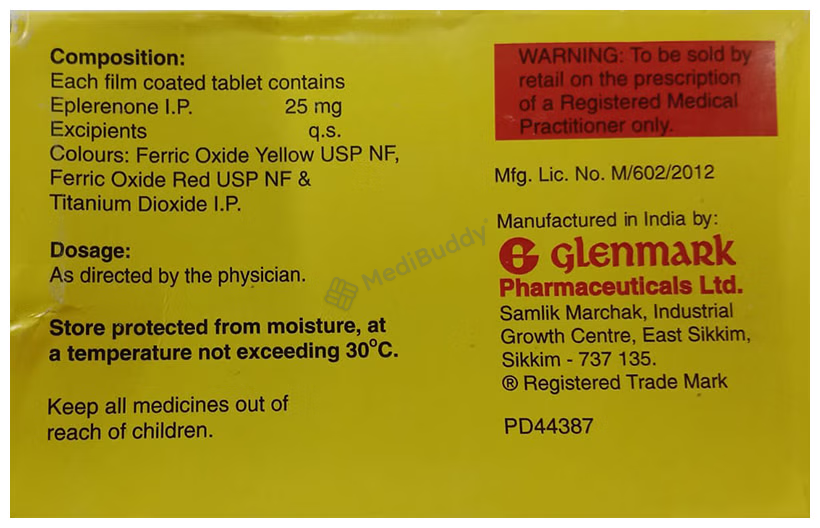 Composition:
Each film coated tablet contains
Eplerenone I.P. 25 mg
Excipients q.s.
Colours: Ferric Oxide Yellow USP NF,
Ferric Oxide Red USP NF &
Titanium Dioxide I.P.
Dosage:
As directed by the physician.
Store protected from moisture, at
a temperature not exceeding 30°C.
Keep all medicines out of
reach of children.
WARNING: To be sold by
retail on the prescription
of a Registered Medical
Practitioner only.
Mfg. Lic. No. M/602/2012
Manufactured in India by:
glenmark
Pharmaceuticals Ltd.
Samlik Marchak, Industrial
Growth Centre, East Sikkim,
Sikkim - 737 135.
® Registered Trade Mark
PD44387
MediBuddy